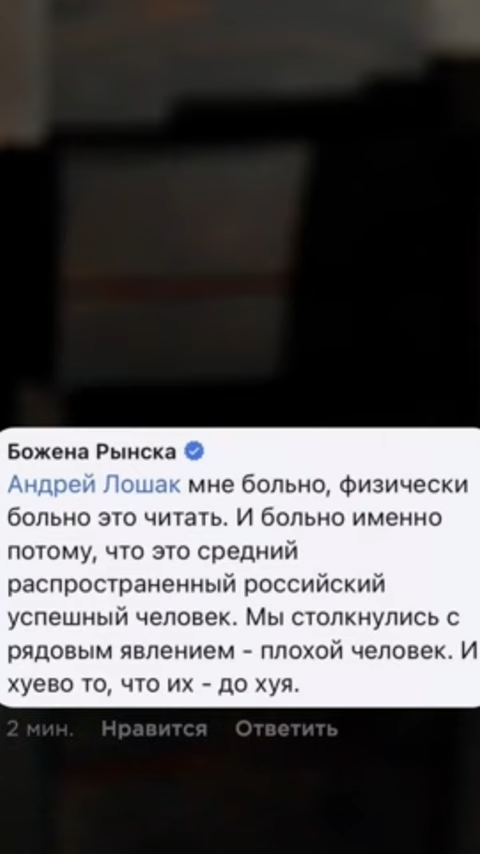 Божена Рынска
Андрей Лошак мне больно, физически
больно это читать. И больно именно
потому, что это средний
распространенный российский
успешный человек. Мы столкнулись с
рядовым явлением - плохой человек. И
хуево то, что их - до хуя.
2 мин. Нравится Ответить